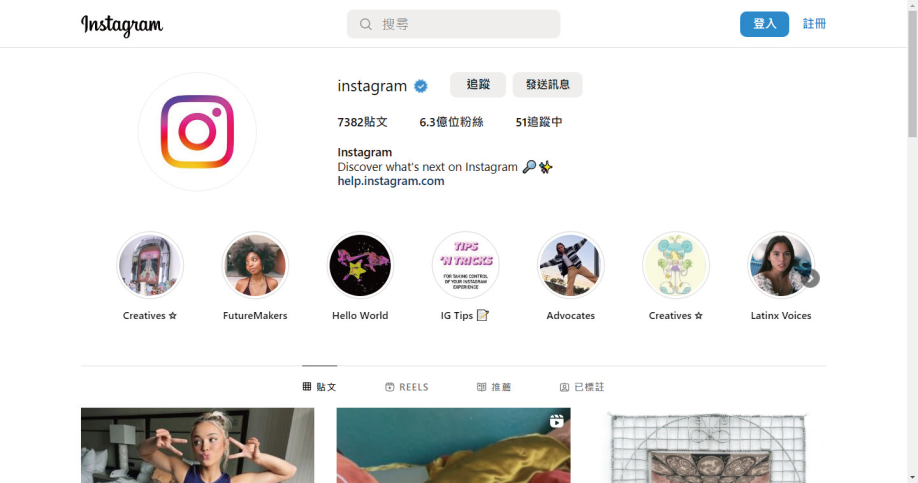 Instagram
搜尋
登入
註冊
instagram
追蹤
發送訊息
7382貼文
6.3億位粉絲
51追蹤中
Instagram
Discover what's next on Instagram 🔎✨
help.instagram.com
TIPS
'N TRICKS
FOR TAKING CONTROL
OF YOUR INSTAGRAM
EXPERIENCE
Creatives ☆
FutureMakers
Hello World
IG Tips 📝
Advocates
Creatives ☆
Latinx Voices
貼文
REELS
推薦
已標註